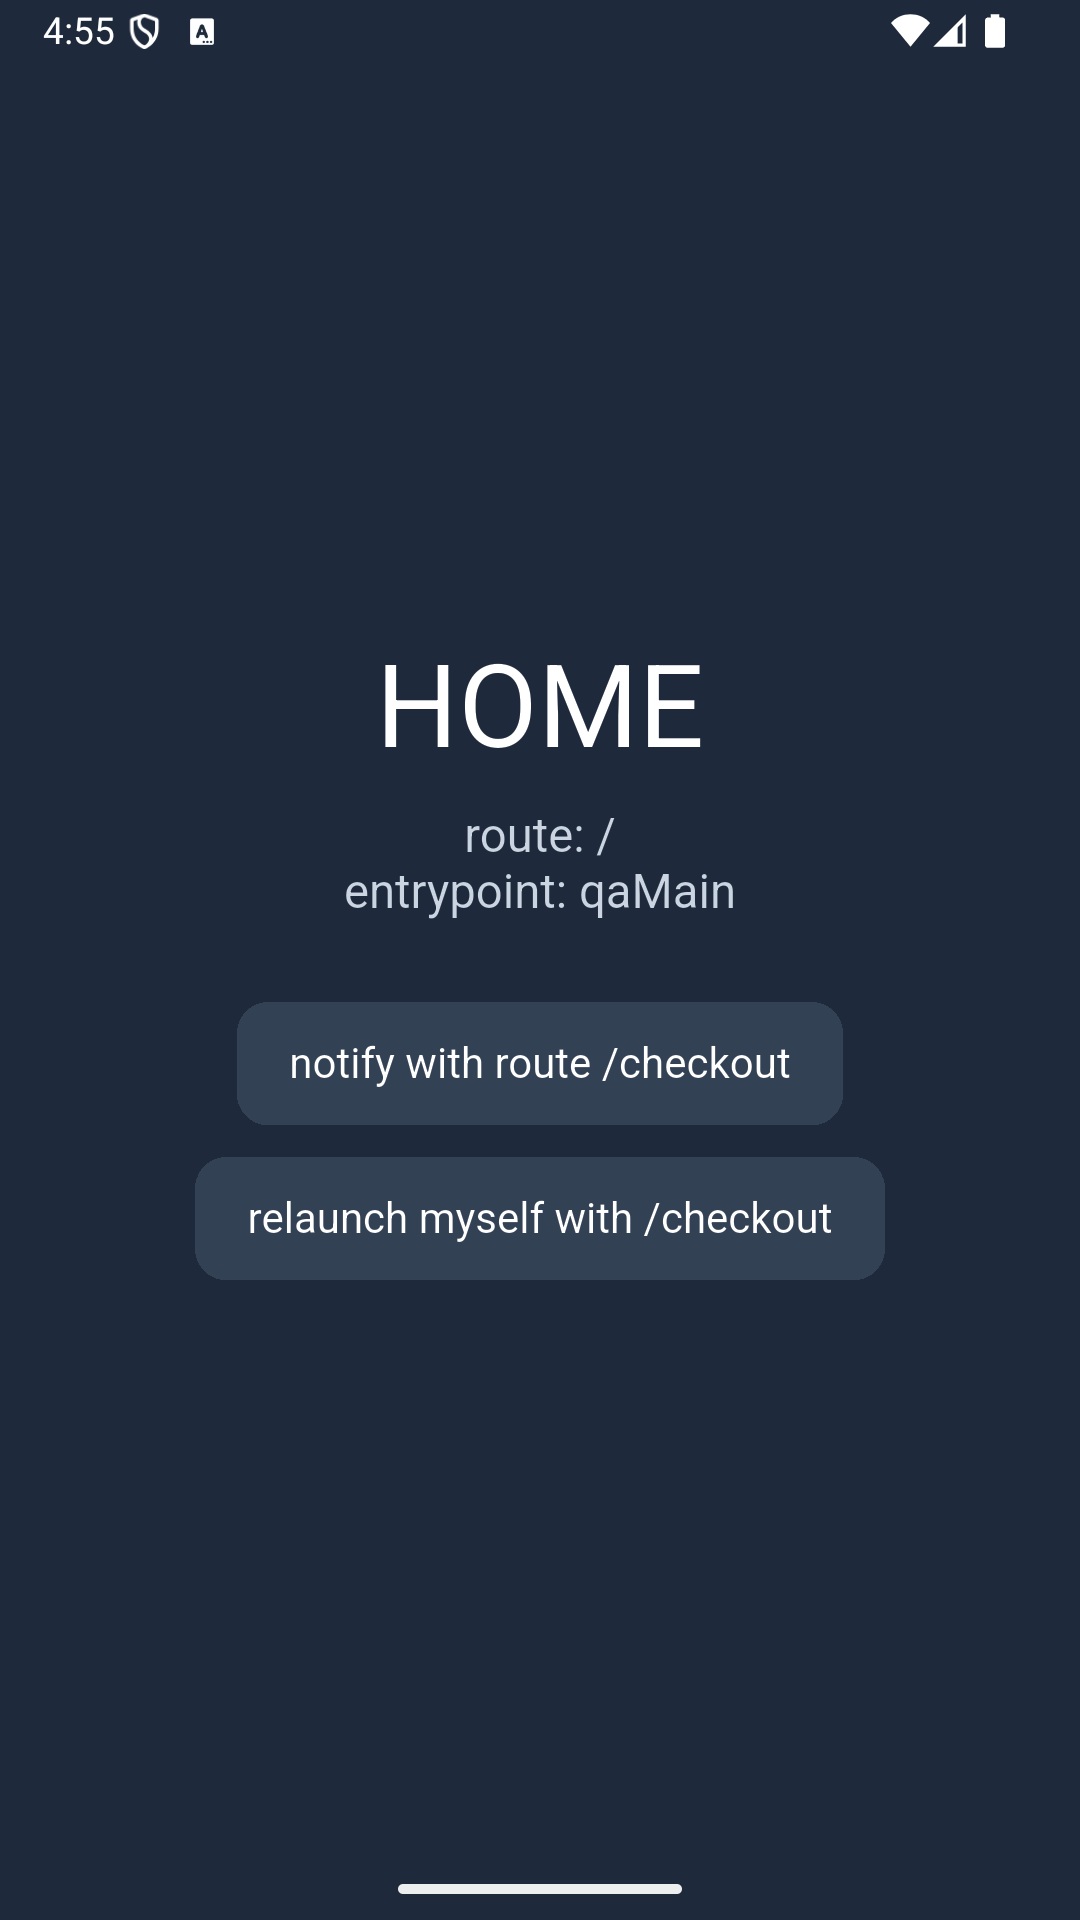 4:55
HOME
route: /
entrypoint: qaMain
notify with route /checkout
relaunch myself with /checkout